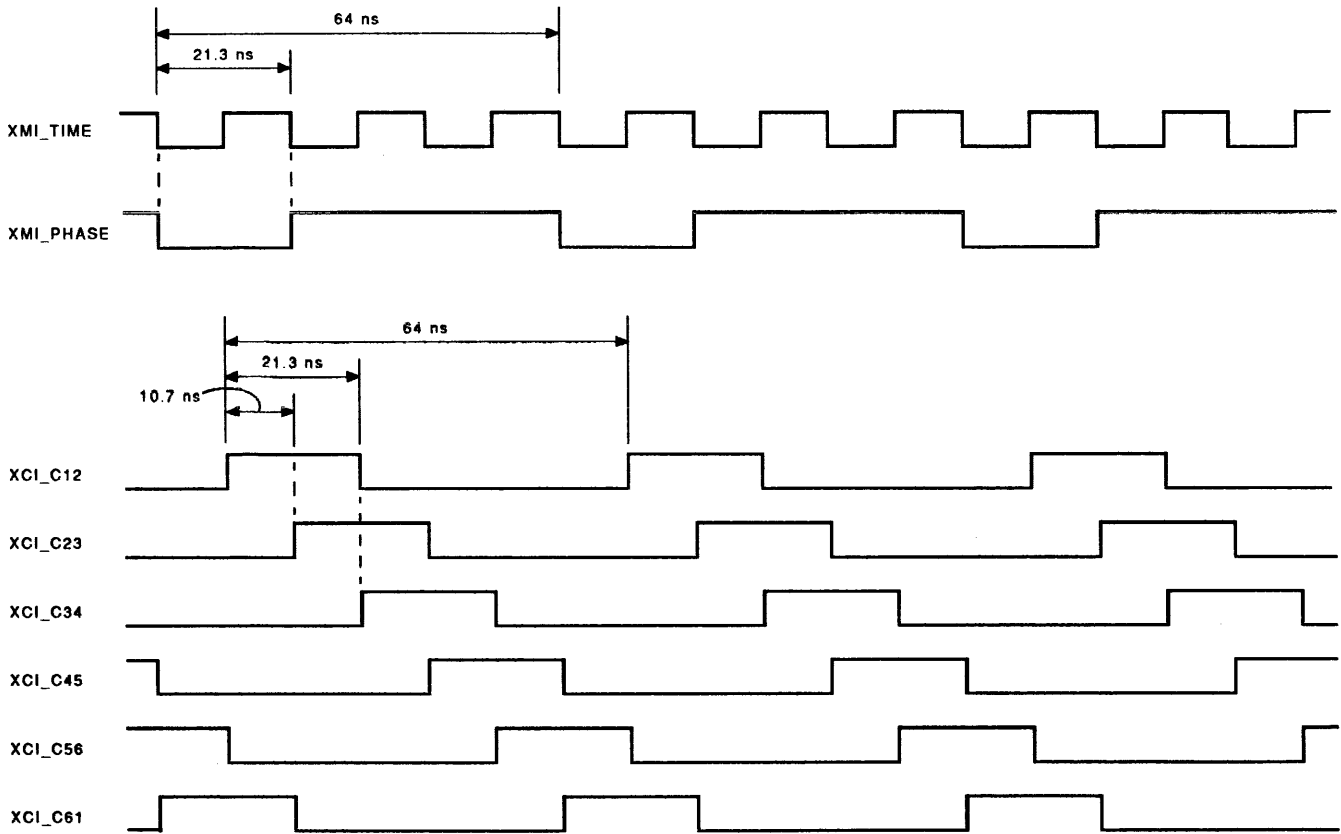 64 ns
21.3 ns
XMI_TIME
XMI_PHASE
64 ns
21.3 ns
10.7 ns
XCI_C12
XCI_C23
XCI_C34
XCI_C45
XCI_C56
XCI_C61